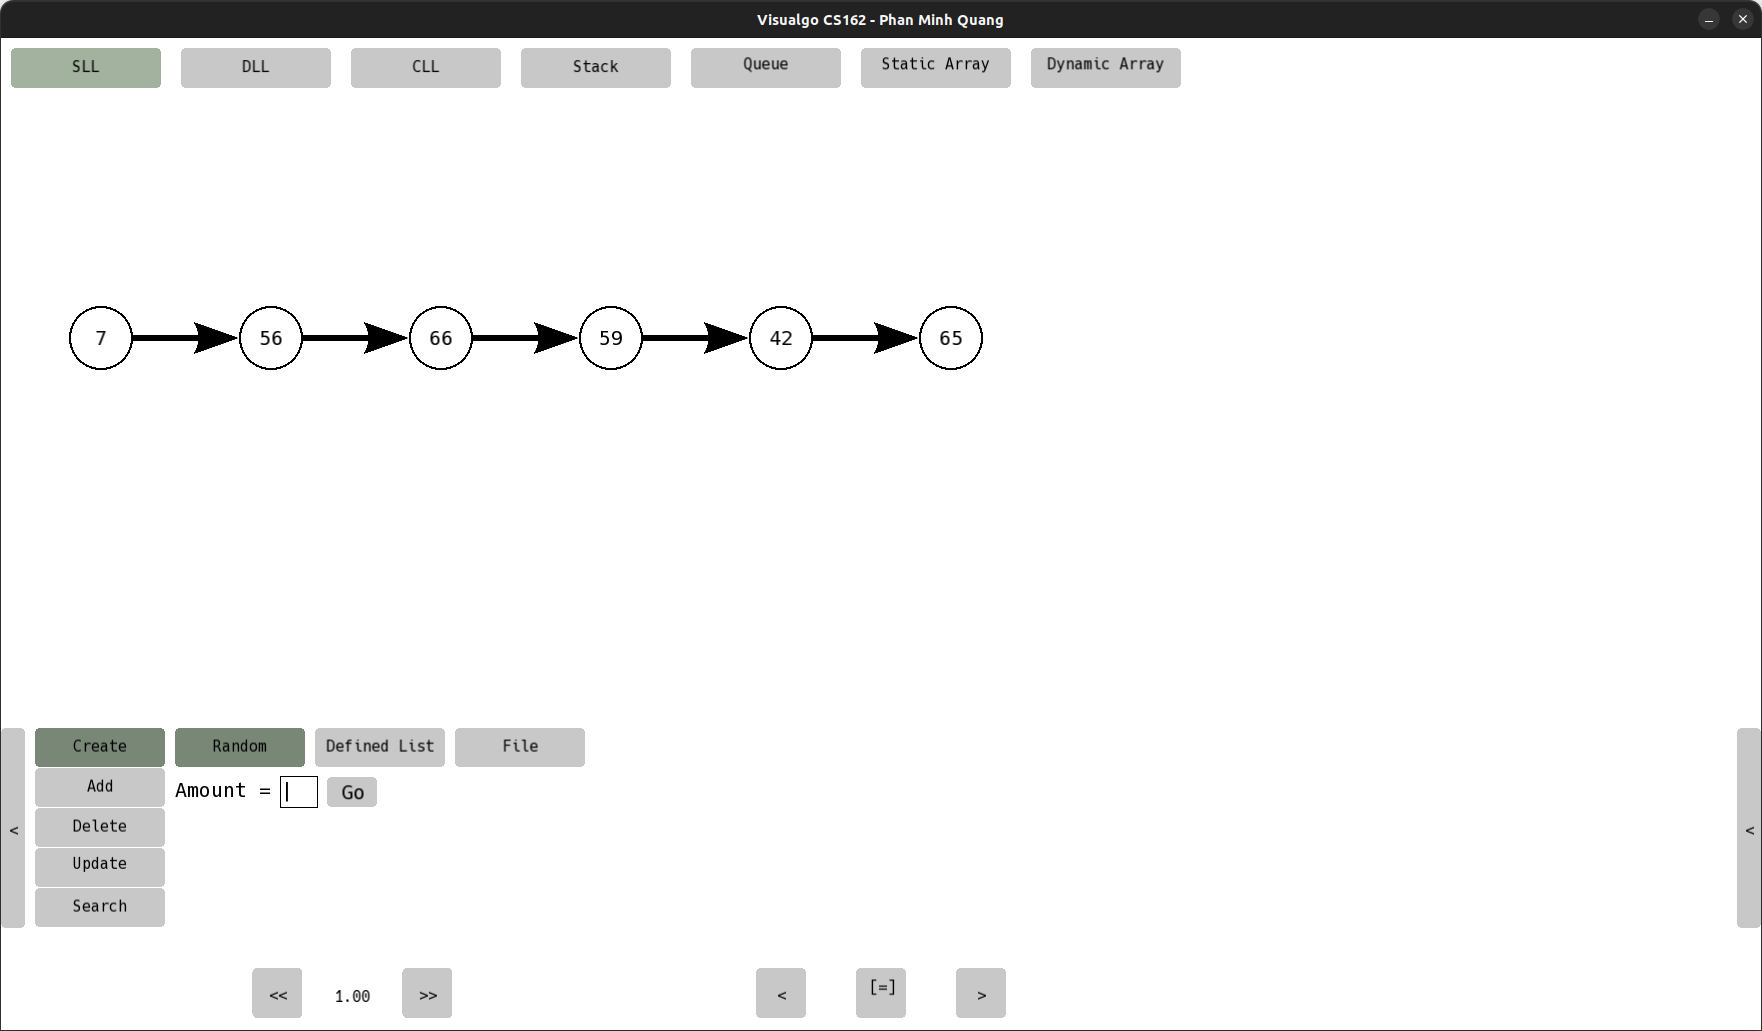 Visualgo CS162 - Phan Minh Quang
SLL DLL CLL Stack Queue Static Array Dynamic Array
7 56 66 59 42 65
Create Random Defined List File
Add Amount = Go
Delete
< <
Update
Search
<< 1.00 >> < [=] >